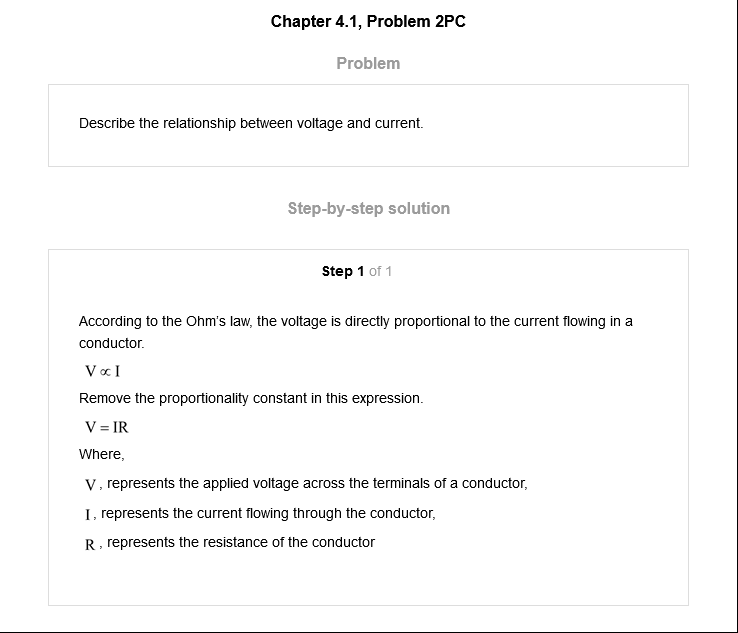 Chapter 4.1, Problem 2PC
Problem
Describe the relationship between voltage and current.
Step-by-step solution
Step 1 of 1
According to the Ohm's law, the voltage is directly proportional to the current flowing in a
conductor.
V ∝ I
Remove the proportionality constant in this expression.
V = IR
Where,
V , represents the applied voltage across the terminals of a conductor,
I , represents the current flowing through the conductor,
R , represents the resistance of the conductor